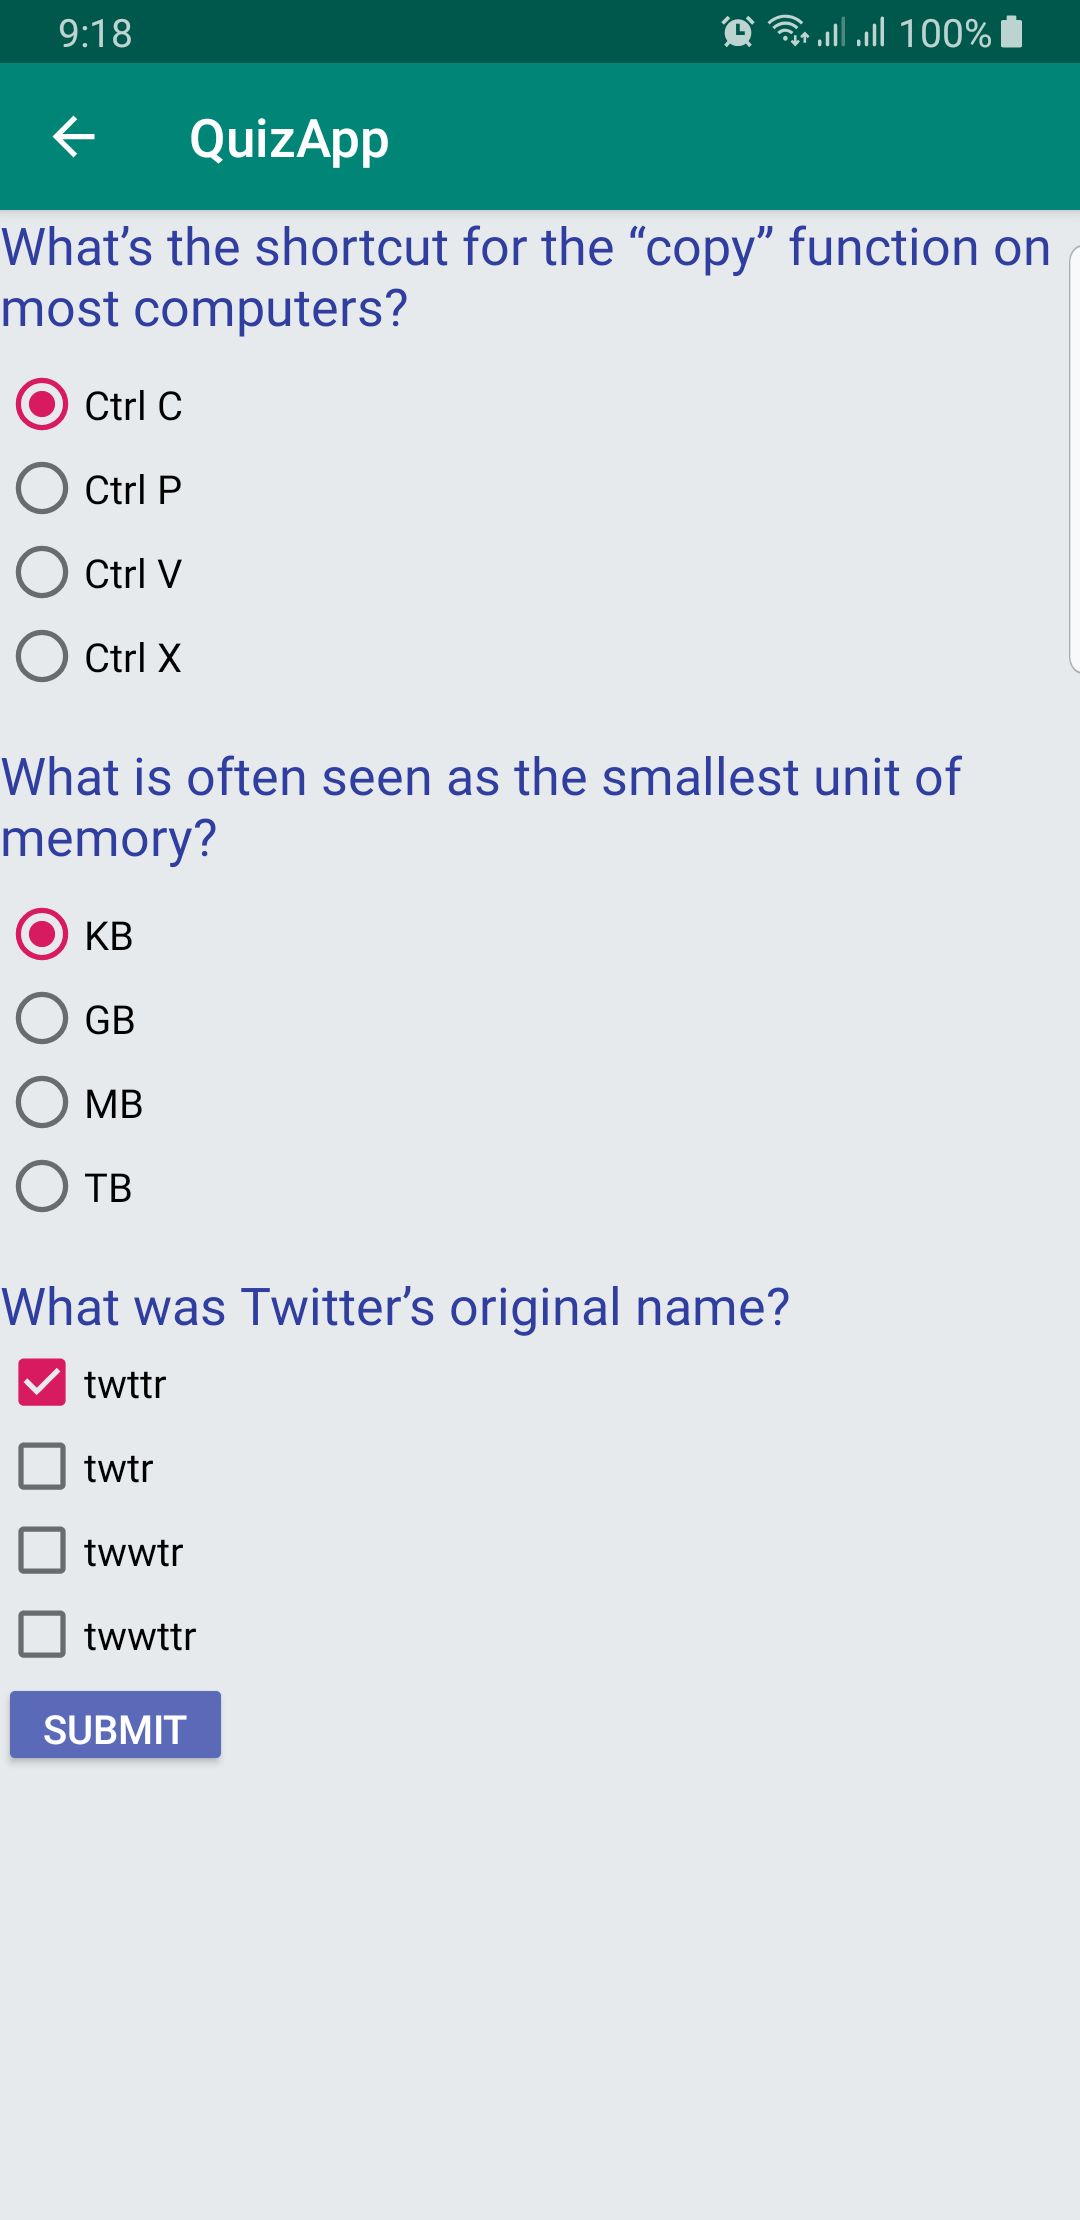 9:18
100%
QuizApp
What’s the shortcut for the “copy” function on
most computers?
Ctrl C
Ctrl P
Ctrl V
Ctrl X
What is often seen as the smallest unit of
memory?
KB
GB
MB
TB
What was Twitter’s original name?
twttr
twtr
twwtr
twwttr
SUBMIT